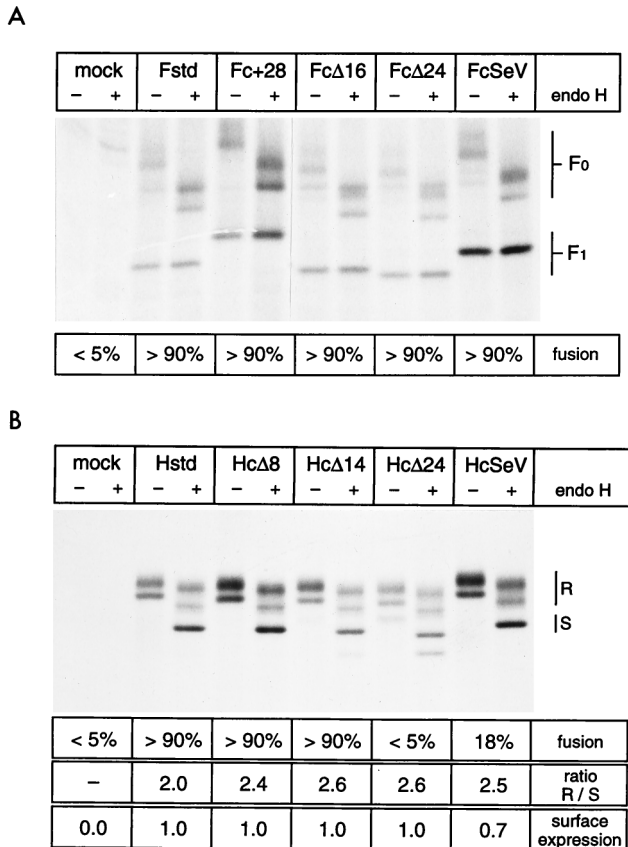 A
mock Fstd Fc+28 FcΔ16 FcΔ24 FcSeV
– + – + – + – + – + – + endo H
F0
F1
< 5% > 90% > 90% > 90% > 90% > 90% fusion
B
mock Hstd HcΔ8 HcΔ14 HcΔ24 HcSeV
– + – + – + – + – + – + endo H
R
S
< 5% > 90% > 90% > 90% < 5% 18% fusion
– 2.0 2.4 2.6 2.6 2.5 ratio
R / S
0.0 1.0 1.0 1.0 1.0 0.7 surface
expression